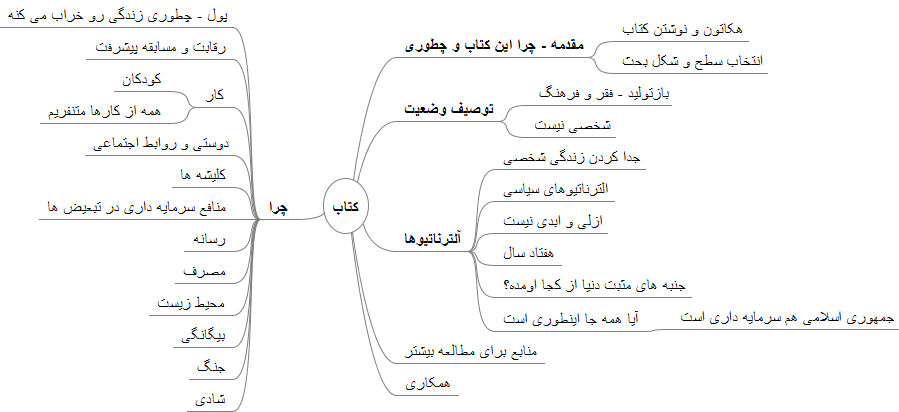 کتاب
مقدمه - چرا این کتاب و چطوری
هکاتون و نوشتن کتاب
انتخاب سطح و شکل بحث
توصیف وضعیت
بازتولید - فقر و فرهنگ
شخصی نیست
آلترناتیوها
جدا کردن زندگی شخصی
الترناتیوهای سیاسی
ازلی و ابدی نیست
هفتاد سال
جنبه های مثبت دنیا از کجا اومده؟
آیا همه جا اینطوری است
جمهوری اسلامی هم سرمایه داری است
منابع برای مطالعه بیشتر
همکاری
چرا
پول - چطوری زندگی رو خراب می کنه
رقابت و مسابقه پیشرفت
کار
کودکان
همه از کارها متنفریم
دوستی و روابط اجتماعی
کلیشه ها
منافع سرمایه داری در تبعیض ها
رسانه
مصرف
محیط زیست
بیگانگی
جنگ
شادی